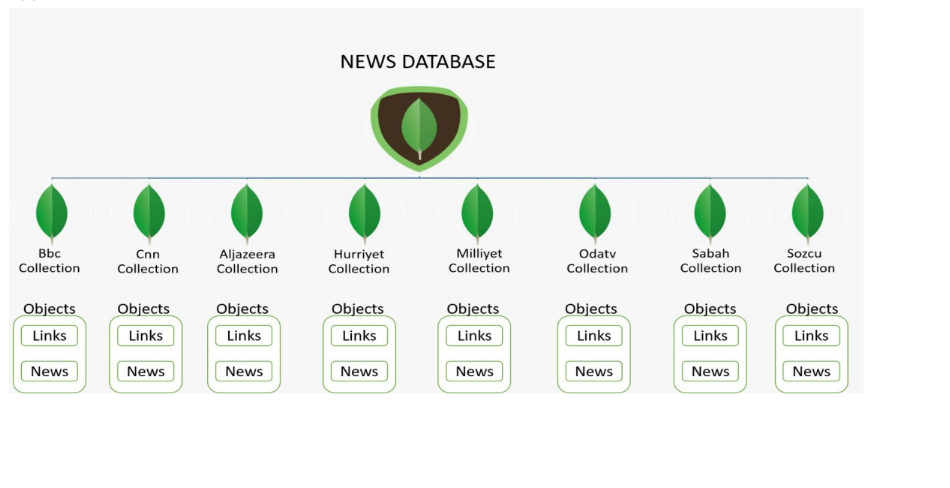 NEWS DATABASE
Bbc
Collection
Cnn
Collection
Aljazeera
Collection
Hurriyet
Collection
Milliyet
Collection
Odatv
Collection
Sabah
Collection
Sozcu
Collection
Objects
Links
News
Objects
Links
News
Objects
Links
News
Objects
Links
News
Objects
Links
News
Objects
Links
News
Objects
Links
News
Objects
Links
News